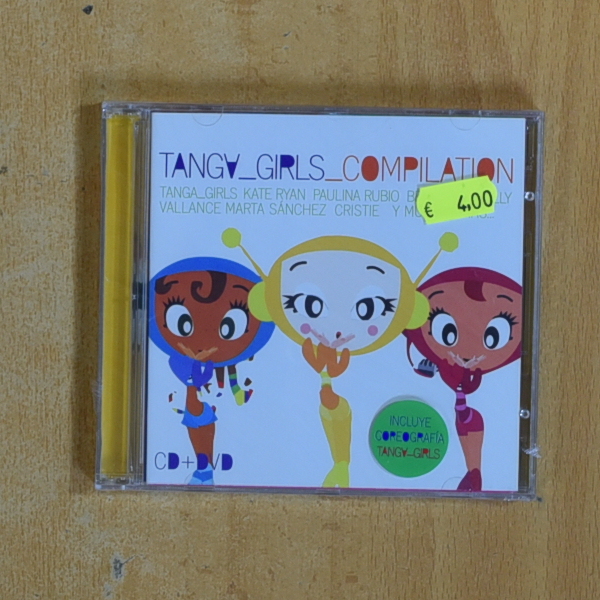 TANGA_GIRLS_COMPILATION
TANGA_GIRLS KATE RYAN PAULINA RUBIO
VALLANCE MARTA SÁNCHEZ CRISTIE Y
€ 4,00
INCLUYE
COREOGRAFÍA
TANGA_GIRLS
CD+DVD